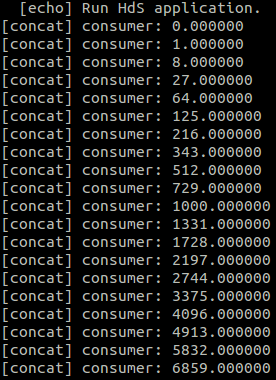 [echo] Run HdS application.
[concat] consumer: 0.000000
[concat] consumer: 1.000000
[concat] consumer: 8.000000
[concat] consumer: 27.000000
[concat] consumer: 64.000000
[concat] consumer: 125.000000
[concat] consumer: 216.000000
[concat] consumer: 343.000000
[concat] consumer: 512.000000
[concat] consumer: 729.000000
[concat] consumer: 1000.000000
[concat] consumer: 1331.000000
[concat] consumer: 1728.000000
[concat] consumer: 2197.000000
[concat] consumer: 2744.000000
[concat] consumer: 3375.000000
[concat] consumer: 4096.000000
[concat] consumer: 4913.000000
[concat] consumer: 5832.000000
[concat] consumer: 6859.000000